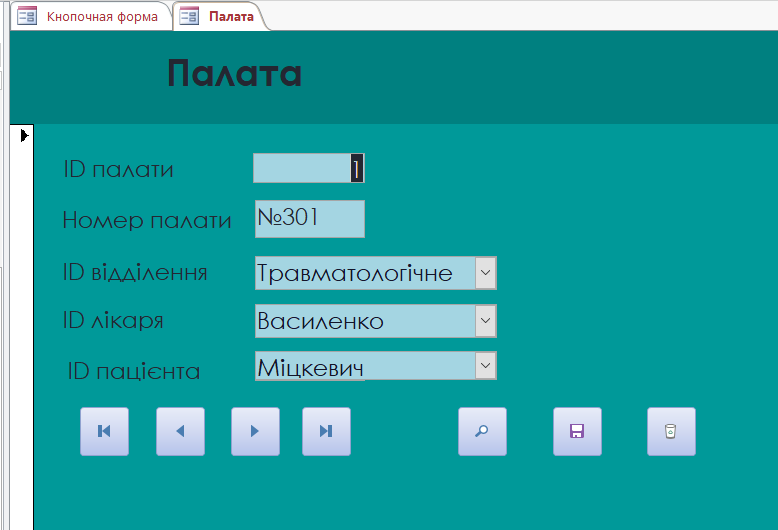 Кнопочная форма
Палата
Палата
ID палати
1
Номер палати
№301
ID відділення
Травматологічне
ID лікаря
Василенко
ID пацієнта
Міцкевич